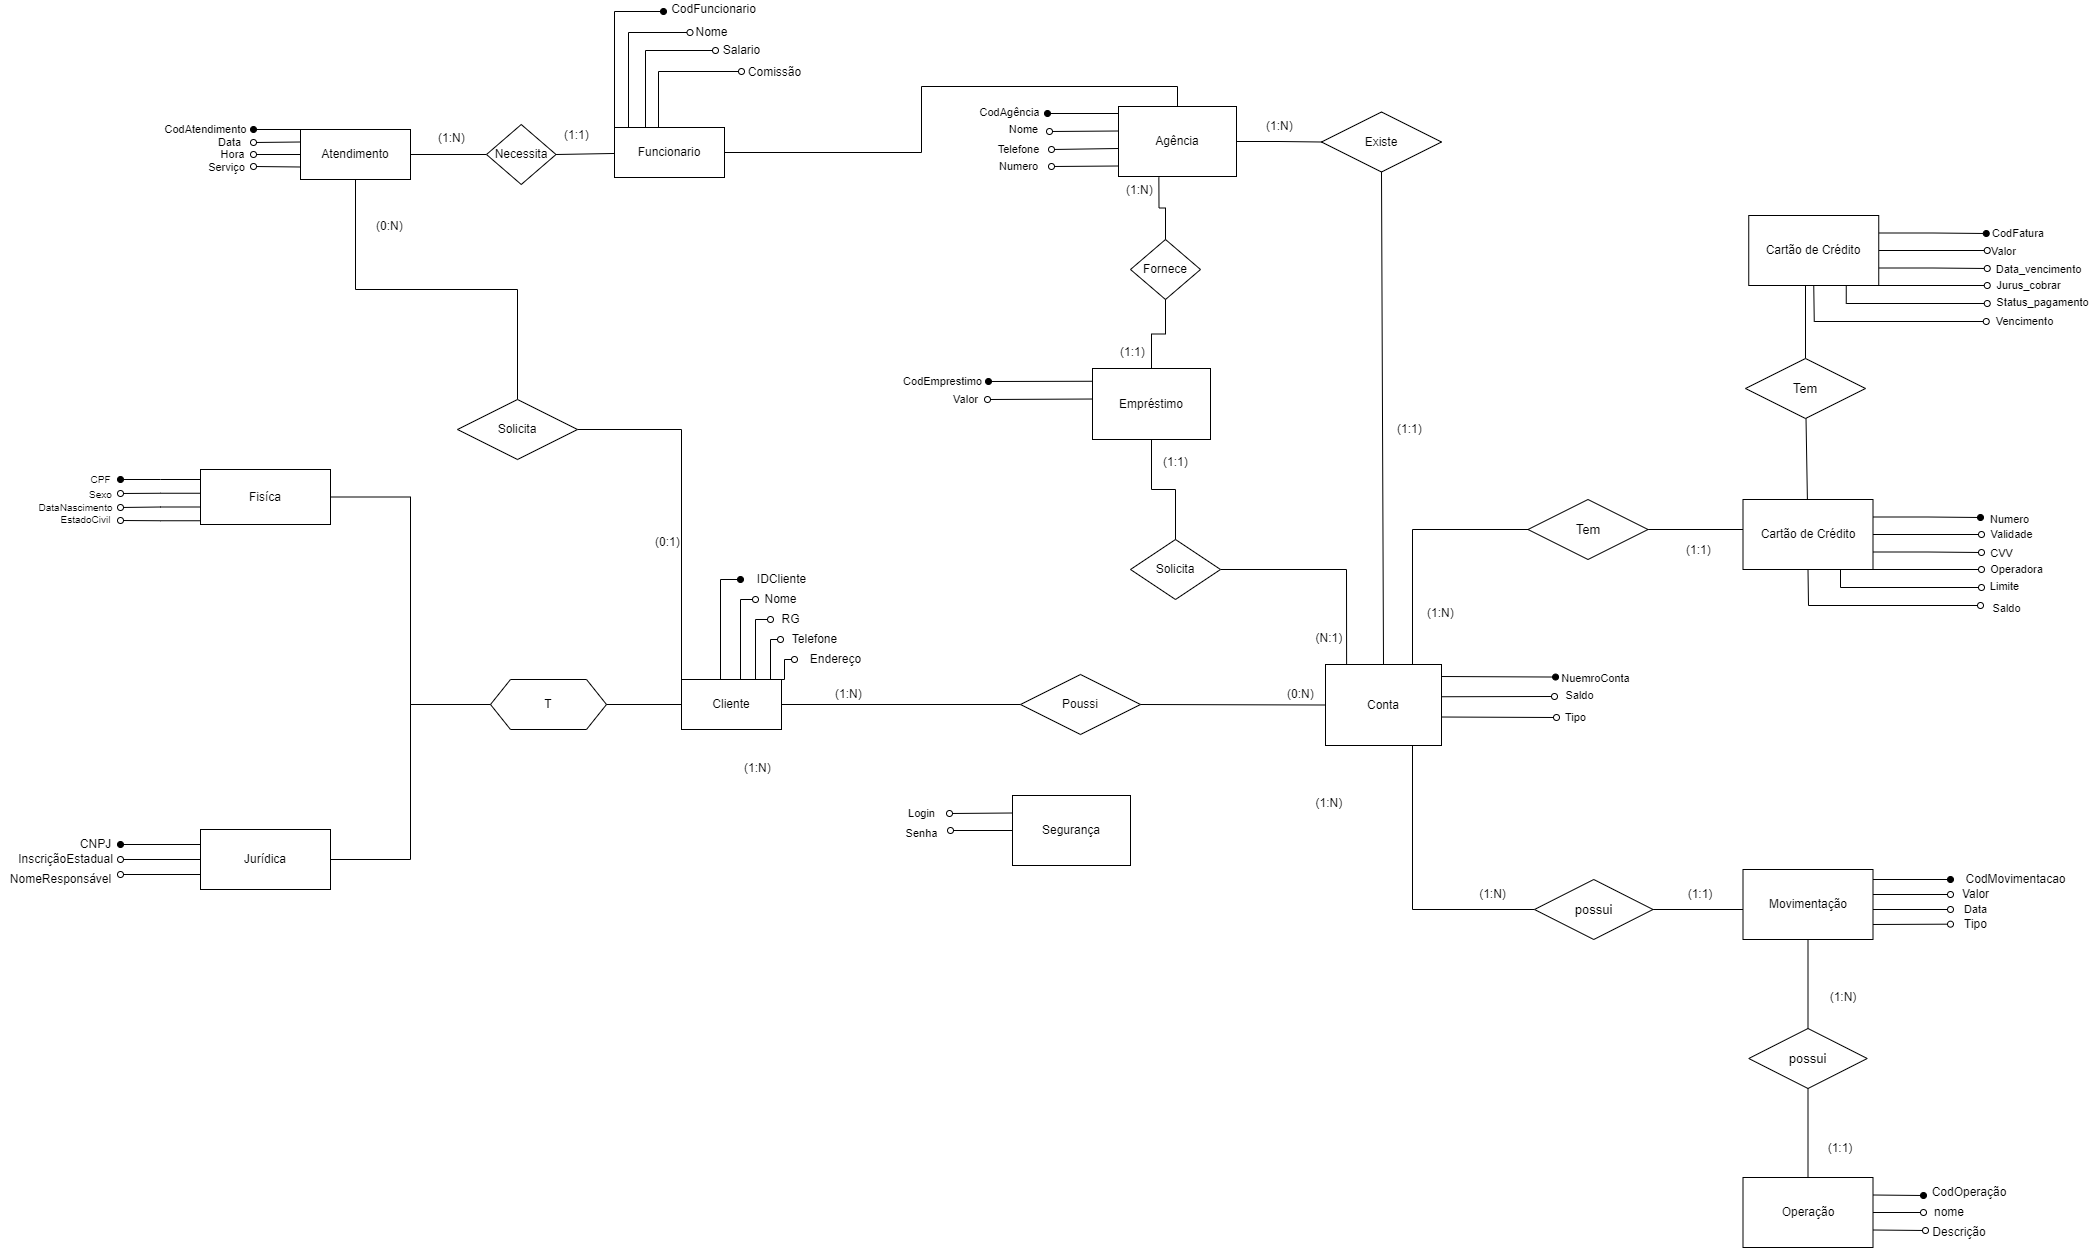 CodFuncionario
Nome
Salario
Comissão
CodAtendimento
Data
Hora
Serviço
Atendimento
(1:N)
Necessita
(1:1)
Funcionario
CodAgência
Nome
Telefone
Numero
Agência
(1:N)
Existe
(1:N)
(0:N)
Fornece
Cartão de Crédito
CodFatura
Valor
Data_vencimento
Jurus_cobrar
Status_pagamento
Vencimento
(1:1)
CodEmprestimo
Valor
Empréstimo
Tem
Solicita
(1:1)
(1:1)
CPF
Sexo
DataNascimento
EstadoCivil
Fisíca
(0:1)
Solicita
Tem
(1:1)
Cartão de Crédito
Numero
Validade
CVV
Operadora
Limite
Saldo
IDCliente
Nome
RG
Telefone
Endereço
(N:1)
(1:N)
T
Cliente
(1:N)
Poussi
(0:N)
Conta
NuemroConta
Saldo
Tipo
(1:N)
(1:N)
Login
Senha
Segurança
CNPJ
InscriçãoEstadual
NomeResponsável
Jurídica
(1:N)
possui
(1:1)
Movimentação
CodMovimentacao
Valor
Data
Tipo
(1:N)
possui
(1:1)
Operação
CodOperação
nome
Descrição